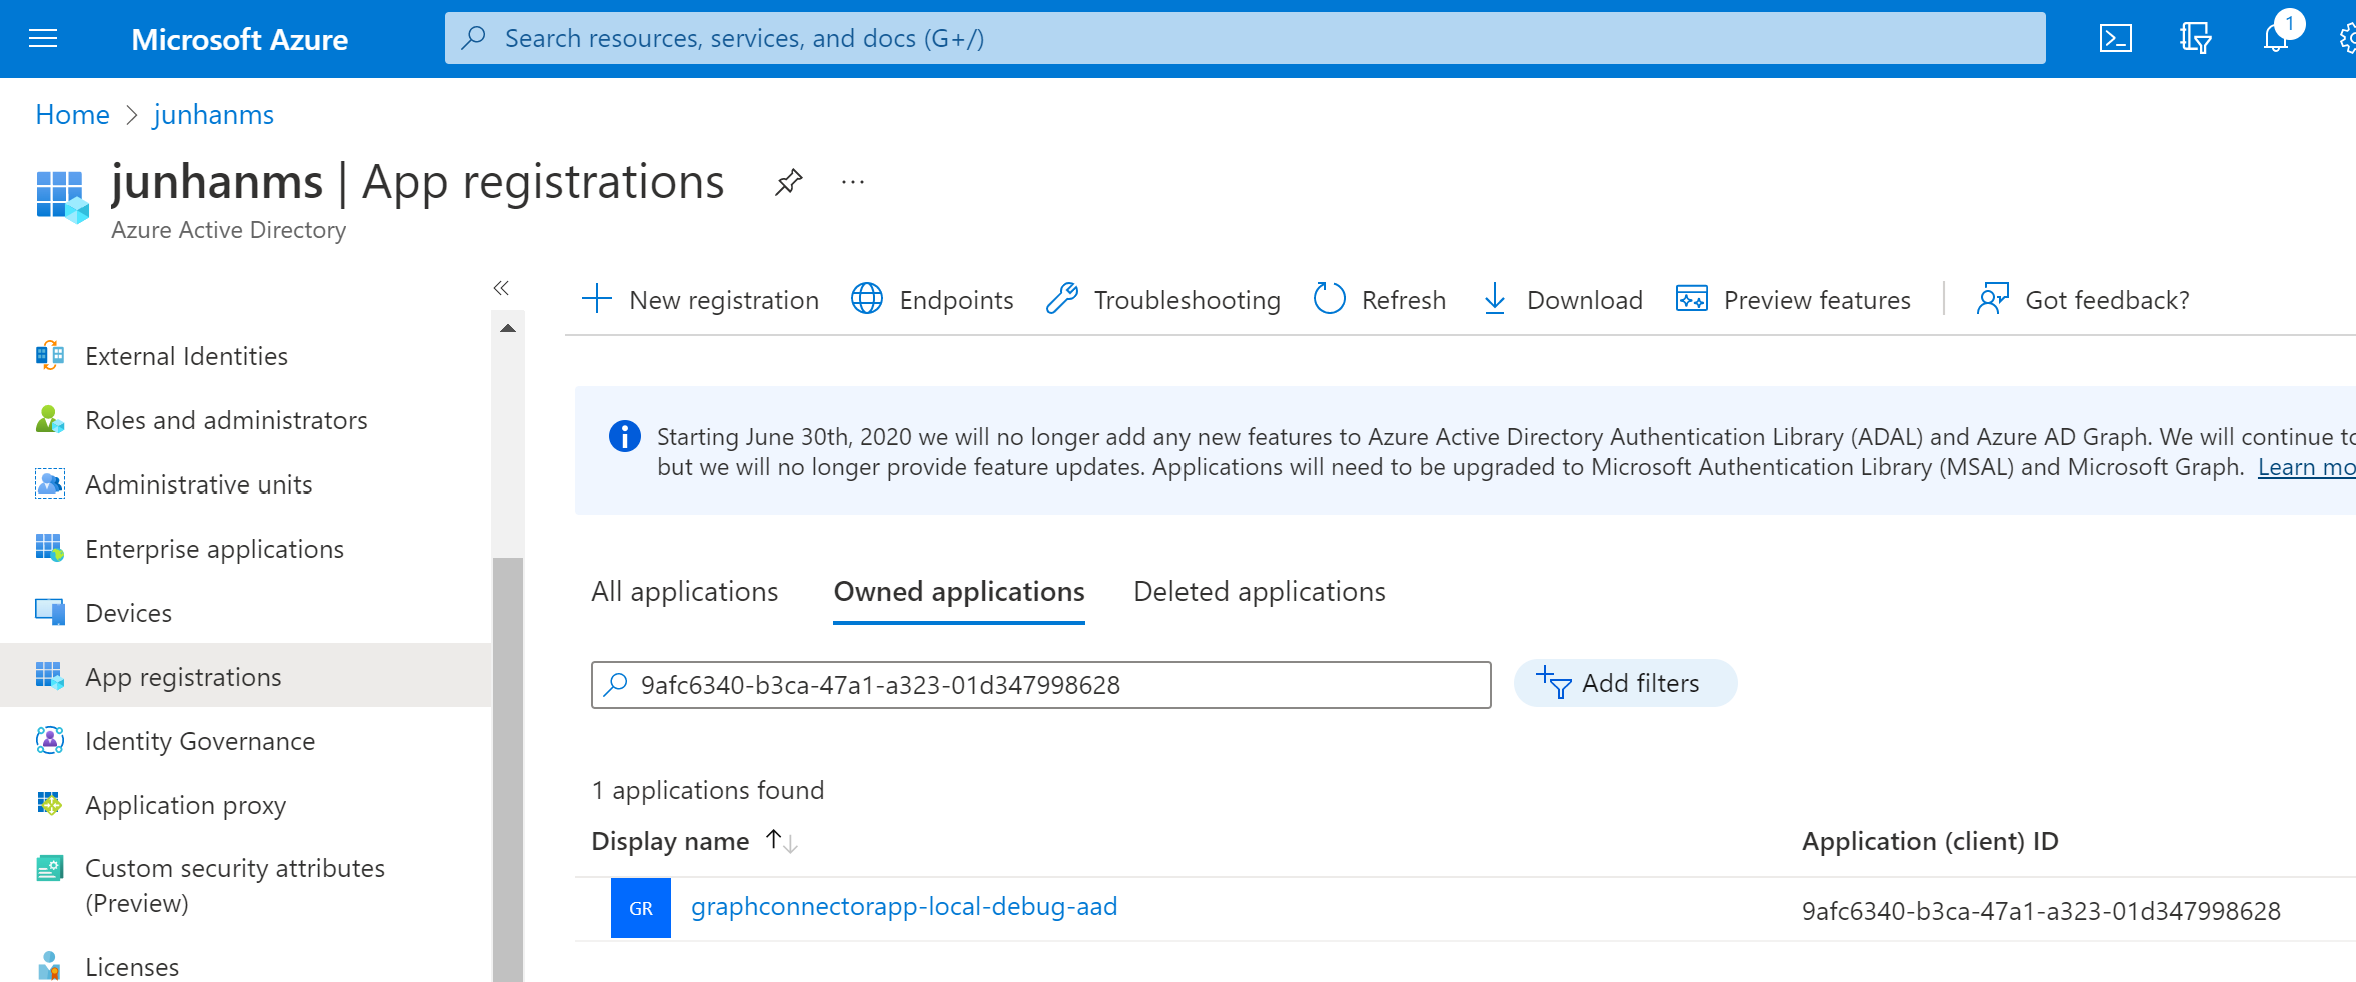 Microsoft Azure
Search resources, services, and docs (G+/)
1
Home > junhanms
junhanms | App registrations
Azure Active Directory
New registration
Endpoints
Troubleshooting
Refresh
Download
Preview features
Got feedback?
External Identities
Roles and administrators
Administrative units
Enterprise applications
Devices
App registrations
Identity Governance
Application proxy
Custom security attributes
(Preview)
Licenses
Starting June 30th, 2020 we will no longer add any new features to Azure Active Directory Authentication Library (ADAL) and Azure AD Graph. We will continue to
but we will no longer provide feature updates. Applications will need to be upgraded to Microsoft Authentication Library (MSAL) and Microsoft Graph. Learn mo
All applications
Owned applications
Deleted applications
9afc6340-b3ca-47a1-a323-01d347998628
Add filters
1 applications found
Display name
Application (client) ID
GR
graphconnectorapp-local-debug-aad
9afc6340-b3ca-47a1-a323-01d347998628